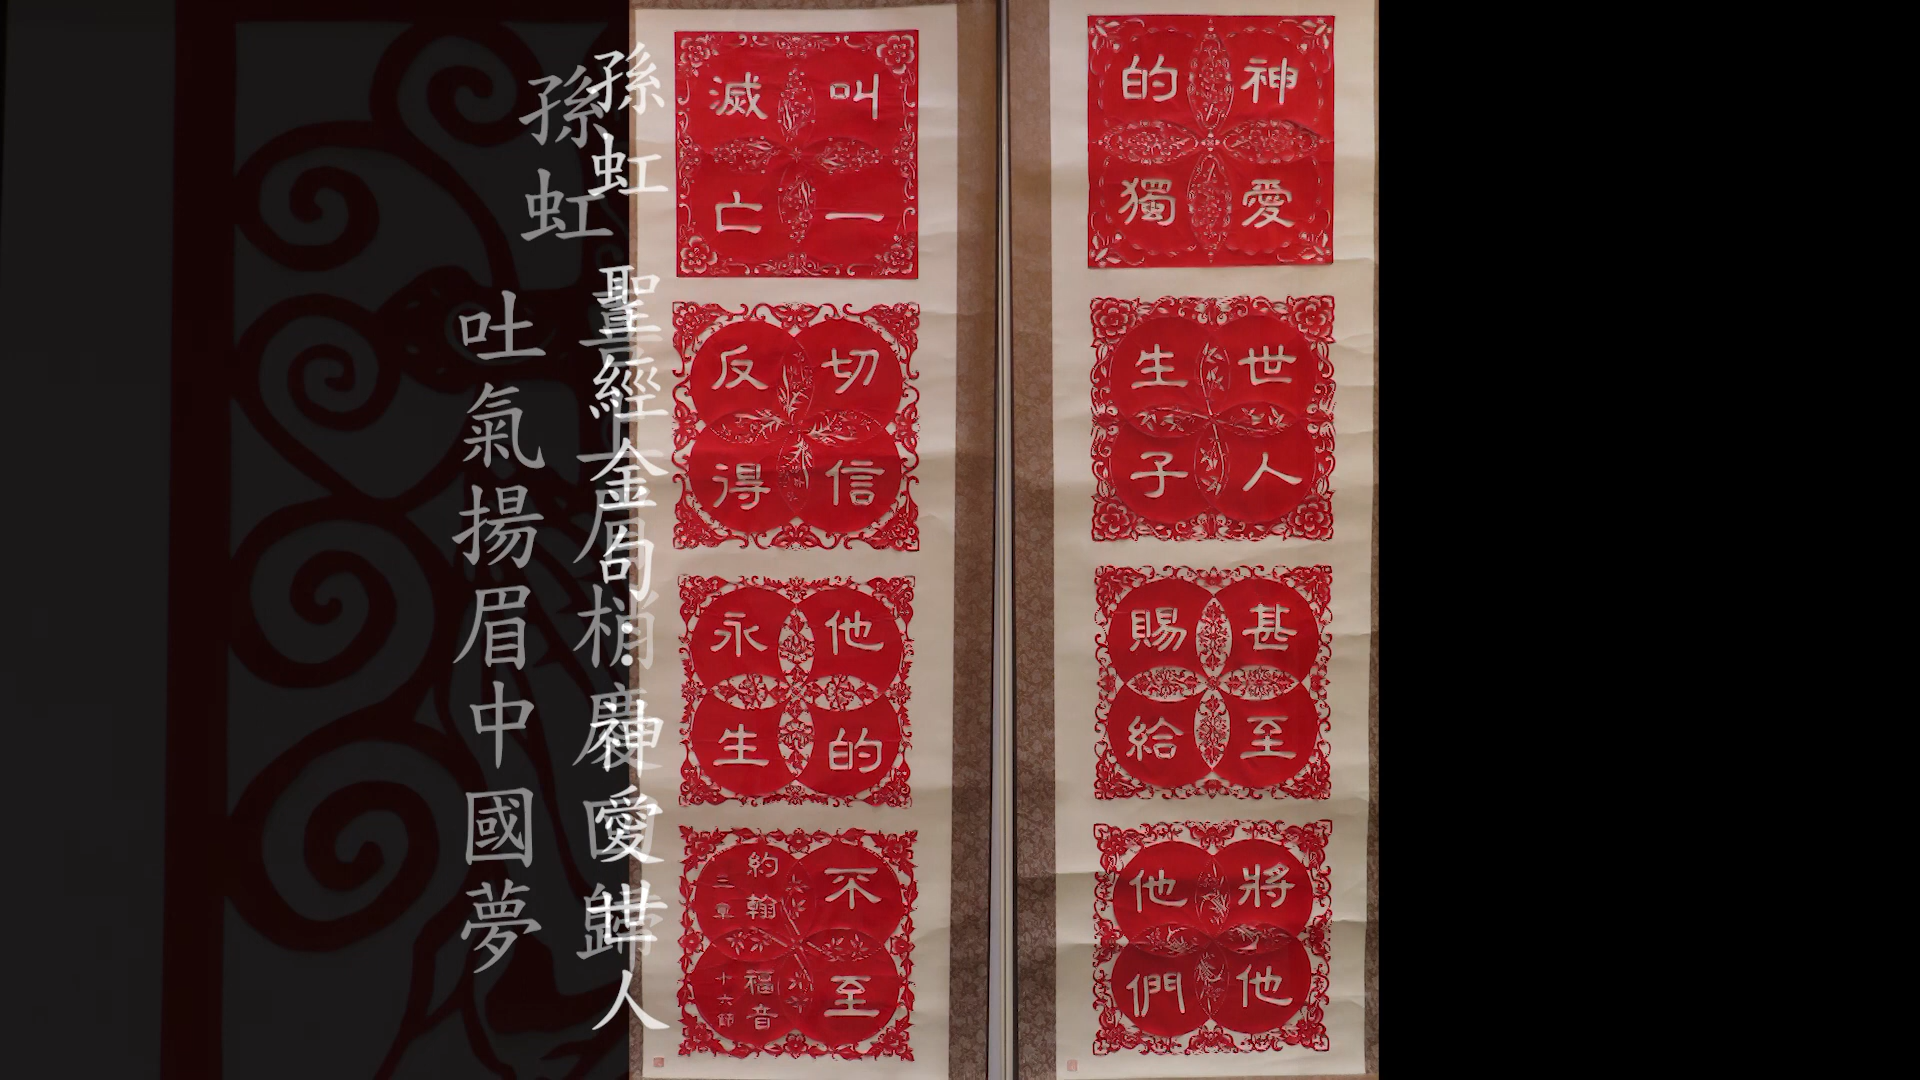 神愛世人甚至將他
的獨生子賜給他們
叫一切信他的不至
滅亡反得永生
約翰福音
三章十六節
孫虹 聖經金句：神愛世人
孫虹
吐氣揚眉中國夢